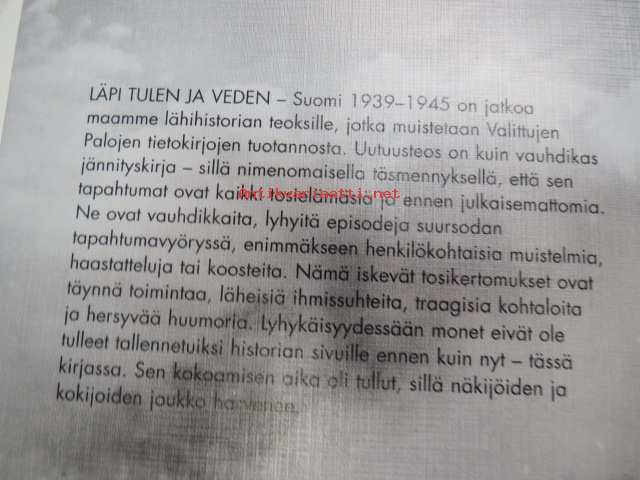 LÄPI TULEN JA VEDEN – Suomi 1939–1945 on jatkoa
maamme lähihistorian teoksille, jotka muistetaan Valittujen
Palojen tietokirjojen tuotannosta. Uutuusteos on kuin vauhdikas
jännityskirja – sillä nimenomaisella täsmennyksellä, että sen
tapahtumat ovat kaikki tosielämästä ja ennen julkaisemattomia.
Ne ovat vauhdikkaita, lyhyitä episodeja suursodan
tapahtumavyöryssä, enimmäkseen henkilökohtaisia muistelmia,
haastatteluja tai koosteita. Nämä iskevät tosikertomukset ovat
täynnä toimintaa, läheisiä ihmissuhteita, traagisia kohtaloita
ja hersyvää huumoria. Lyhykäisyydessään monet eivät ole
tulleet tallennetuiksi historian sivuille ennen kuin nyt – tässä
kirjassa. Sen kokoamisen aika oli tullut, sillä näkijöiden ja
kokijoiden joukko harvenee.